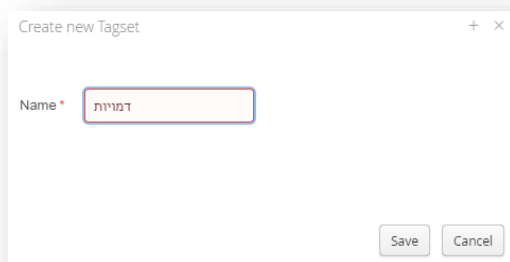 Create new Tagset + ×
Name * דמויות
Save Cancel